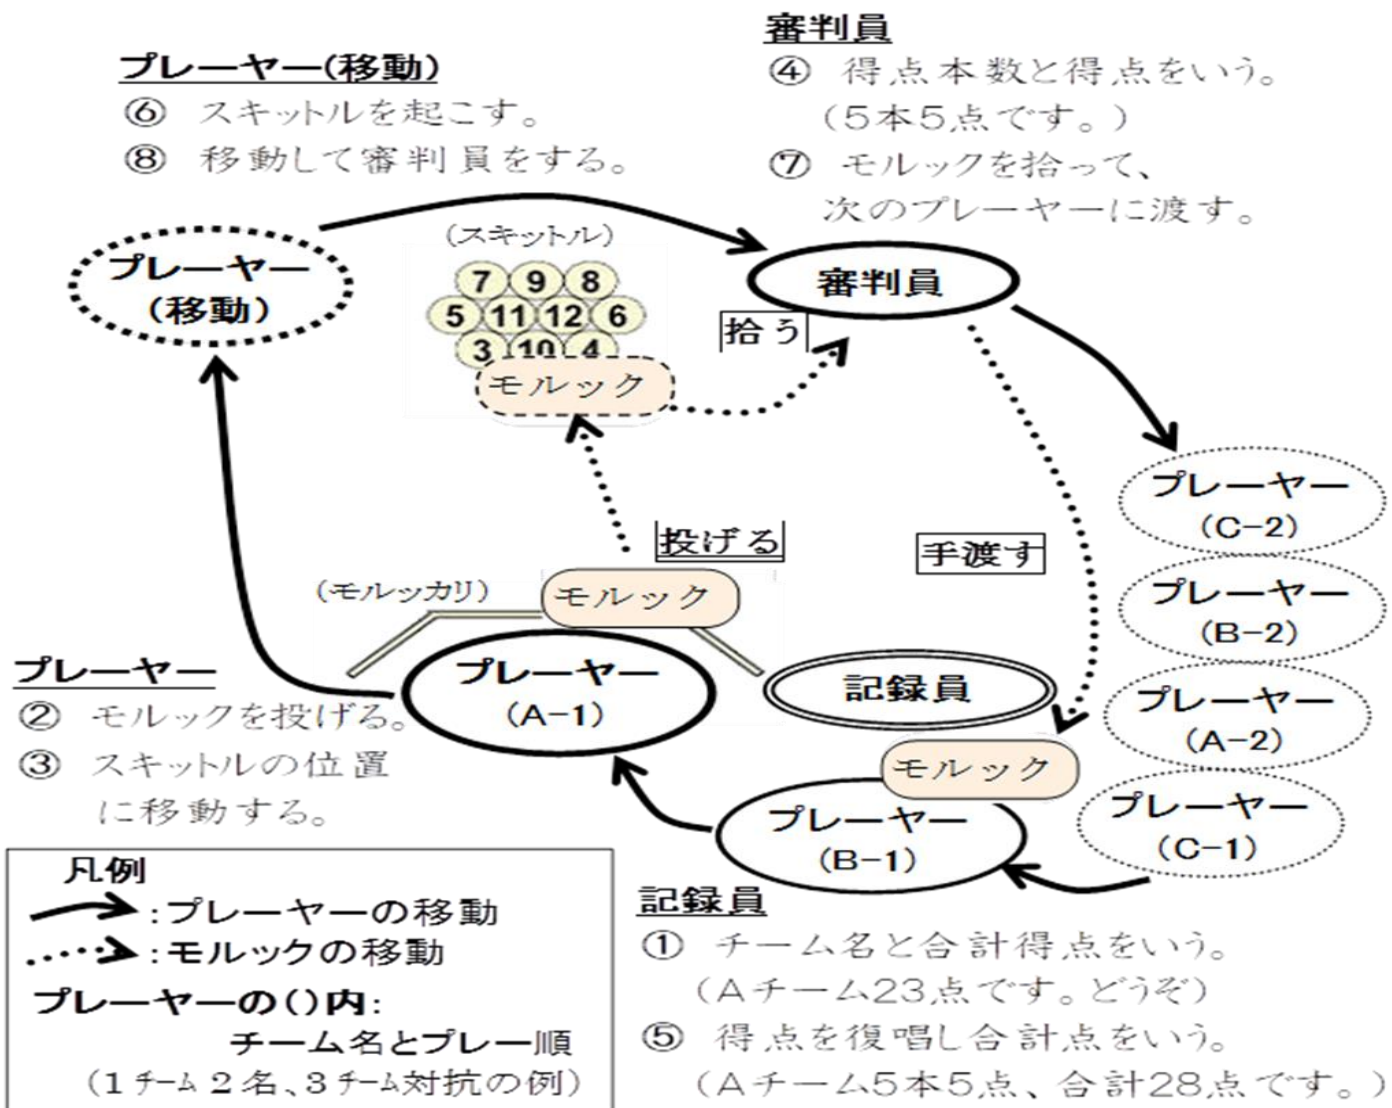 プレーヤー(移動)
⑥ スキットルを起こす。
⑧ 移動して審判員をする。
審判員
④ 得点本数と得点をいう。
(5本5点です。)
⑦ モルックを拾って、
次のプレーヤーに渡す。
プレーヤー
(移動)
(スキットル)
7 9 8
5 11 12 6
3 10 4
モルック
拾う
審判員
投げる
手渡す
(モルッカリ)
モルック
プレーヤー
(A-1)
記録員
モルック
プレーヤー
(B-1)
プレーヤー
(C-2)
プレーヤー
(B-2)
プレーヤー
(A-2)
プレーヤー
(C-1)
プレーヤー
② モルックを投げる。
③ スキットルの位置
に移動する。
凡例
:プレーヤーの移動
:モルックの移動
プレーヤーの()内:
チーム名とプレー順
(1チーム2名、3チーム対抗の例)
記録員
① チーム名と合計得点をいう。
(Aチーム23点です。どうぞ)
⑤ 得点を復唱し合計点をいう。
(Aチーム5本5点、合計28点です。)